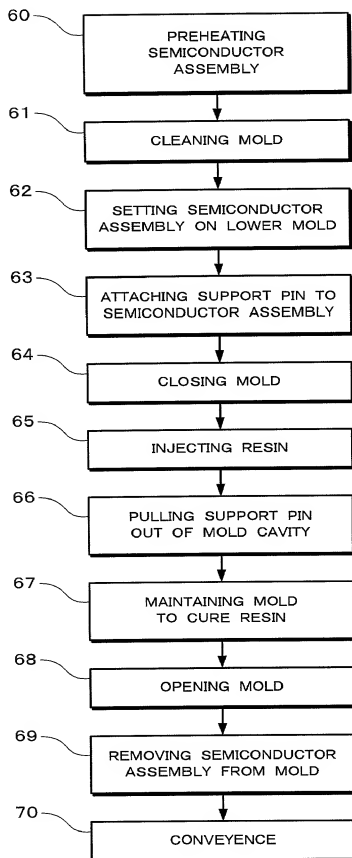 60
PREHEATING
SEMICONDUCTOR
ASSEMBLY
61
CLEANING MOLD
62
SETTING SEMICONDUCTOR
ASSEMBLY ON LOWER MOLD
63
ATTACHING SUPPORT PIN TO
SEMICONDUCTOR ASSEMBLY
64
CLOSING MOLD
65
INJECTING RESIN
66
PULLING SUPPORT PIN
OUT OF MOLD CAVITY
67
MAINTAINING MOLD
TO CURE RESIN
68
OPENING MOLD
69
REMOVING SEMICONDUCTOR
ASSEMBLY FROM MOLD
70
CONVEYENCE